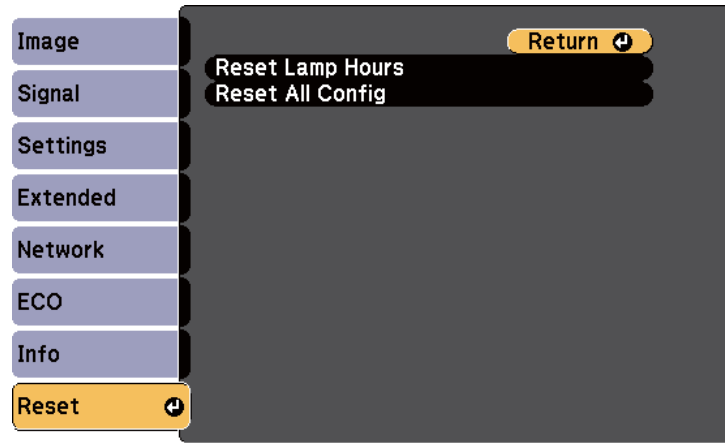 Image
Signal
Settings
Extended
Network
ECO
Info
Reset
Return
Reset Lamp Hours
Reset All Config